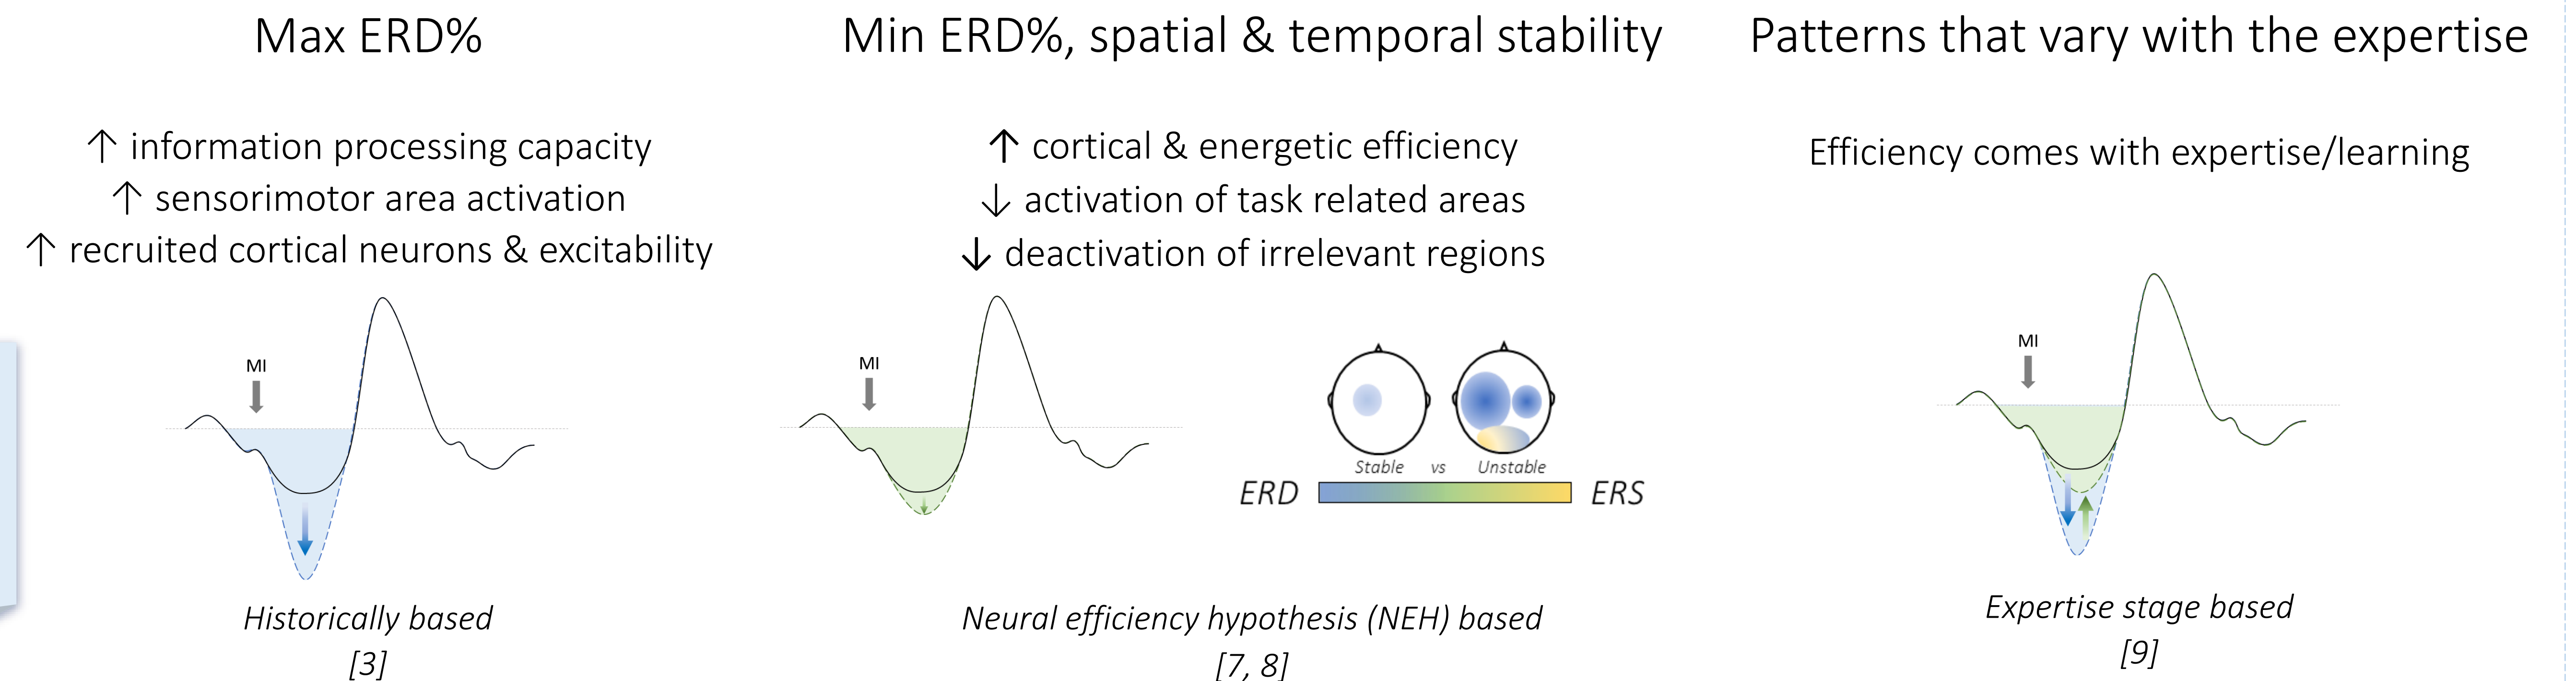 Max ERD%
↑ information processing capacity
↑ sensorimotor area activation
↑ recruited cortical neurons & excitability
MI
Historically based
[3]
Min ERD%, spatial & temporal stability
↑ cortical & energetic efficiency
↓ activation of task related areas
↓ deactivation of irrelevant regions
MI
Stable vs Unstable
ERD ERS
Neural efficiency hypothesis (NEH) based
[7, 8]
Patterns that vary with the expertise
Efficiency comes with expertise/learning
MI
Expertise stage based
[9]